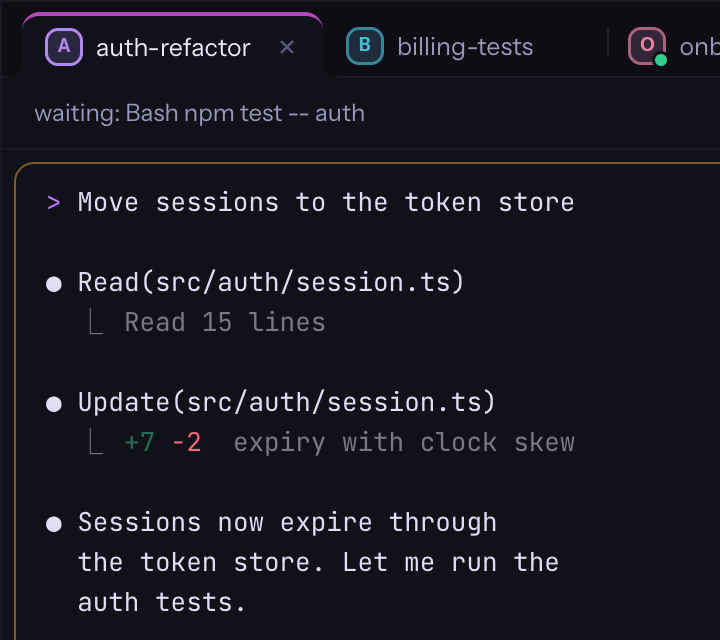 A auth-refactor × B billing-tests O onb
waiting: Bash npm test -- auth
> Move sessions to the token store
● Read(src/auth/session.ts)
⎿ Read 15 lines
● Update(src/auth/session.ts)
⎿ +7 -2 expiry with clock skew
● Sessions now expire through
the token store. Let me run the
auth tests.